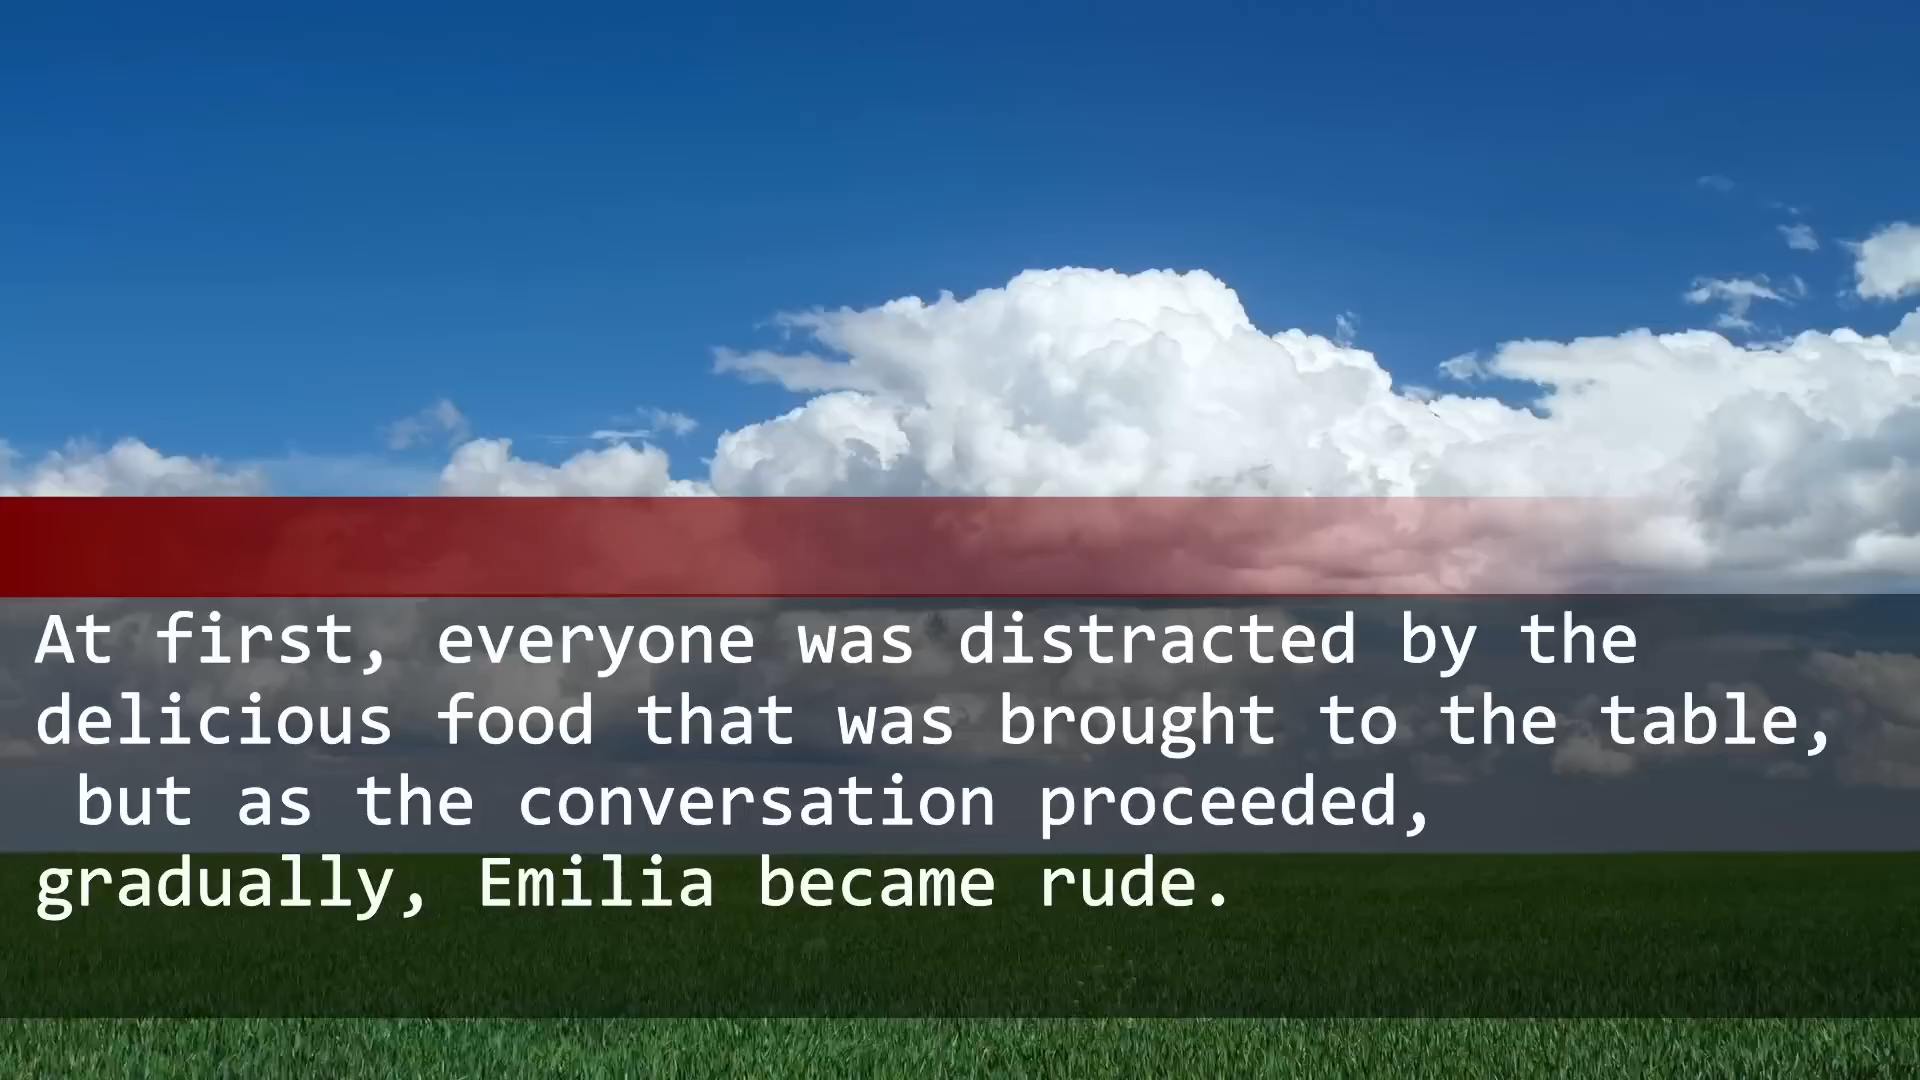 At first, everyone was distracted by the
delicious food that was brought to the table,
but as the conversation proceeded,
gradually, Emilia became rude.